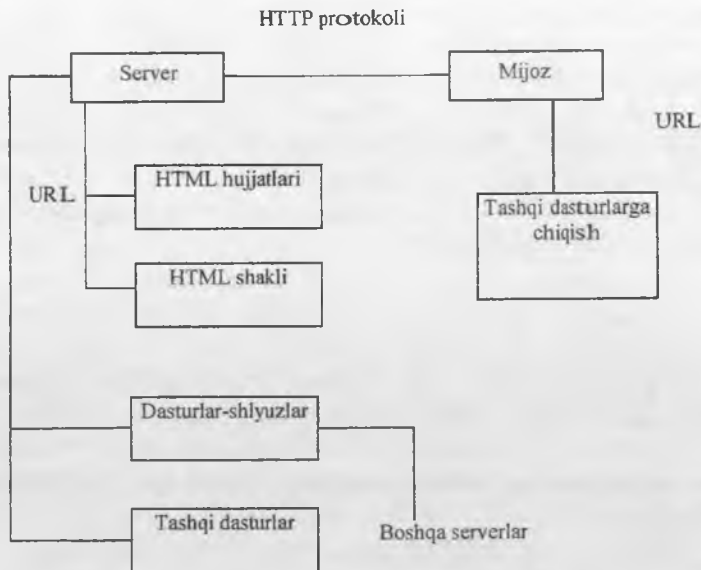 HTTP protokoli
Server
Mijoz
URL
HTML hujjatlari
URL
Tashqi dasturlarga
chiqish
HTML shakli
Dasturlar-shlyuzlar
Tashqi dasturlar
Boshqa serverlar